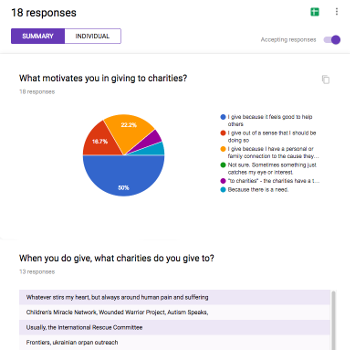 18 responses
SUMMARY
INDIVIDUAL
Accepting responses
What motivates you in giving to charities?
18 responses
22.2%
16.7%
50%
I give because it feels good to help
others
I give out of a sense that I should be
doing so
I give because I have a personal or
family connection to the cause they…
Not sure. Sometimes something just
catches my eye or interest.
"to charities" - the charities have a t…
Because there is a need.
When you do give, what charities do you give to?
13 responses
Whatever stirs my heart, but always around human pain and suffering
Children's Miracle Network, Wounded Warrior Project, Autism Speaks,
Usually, the International Rescue Committee
Frontiers, ukrainian orpan outreach